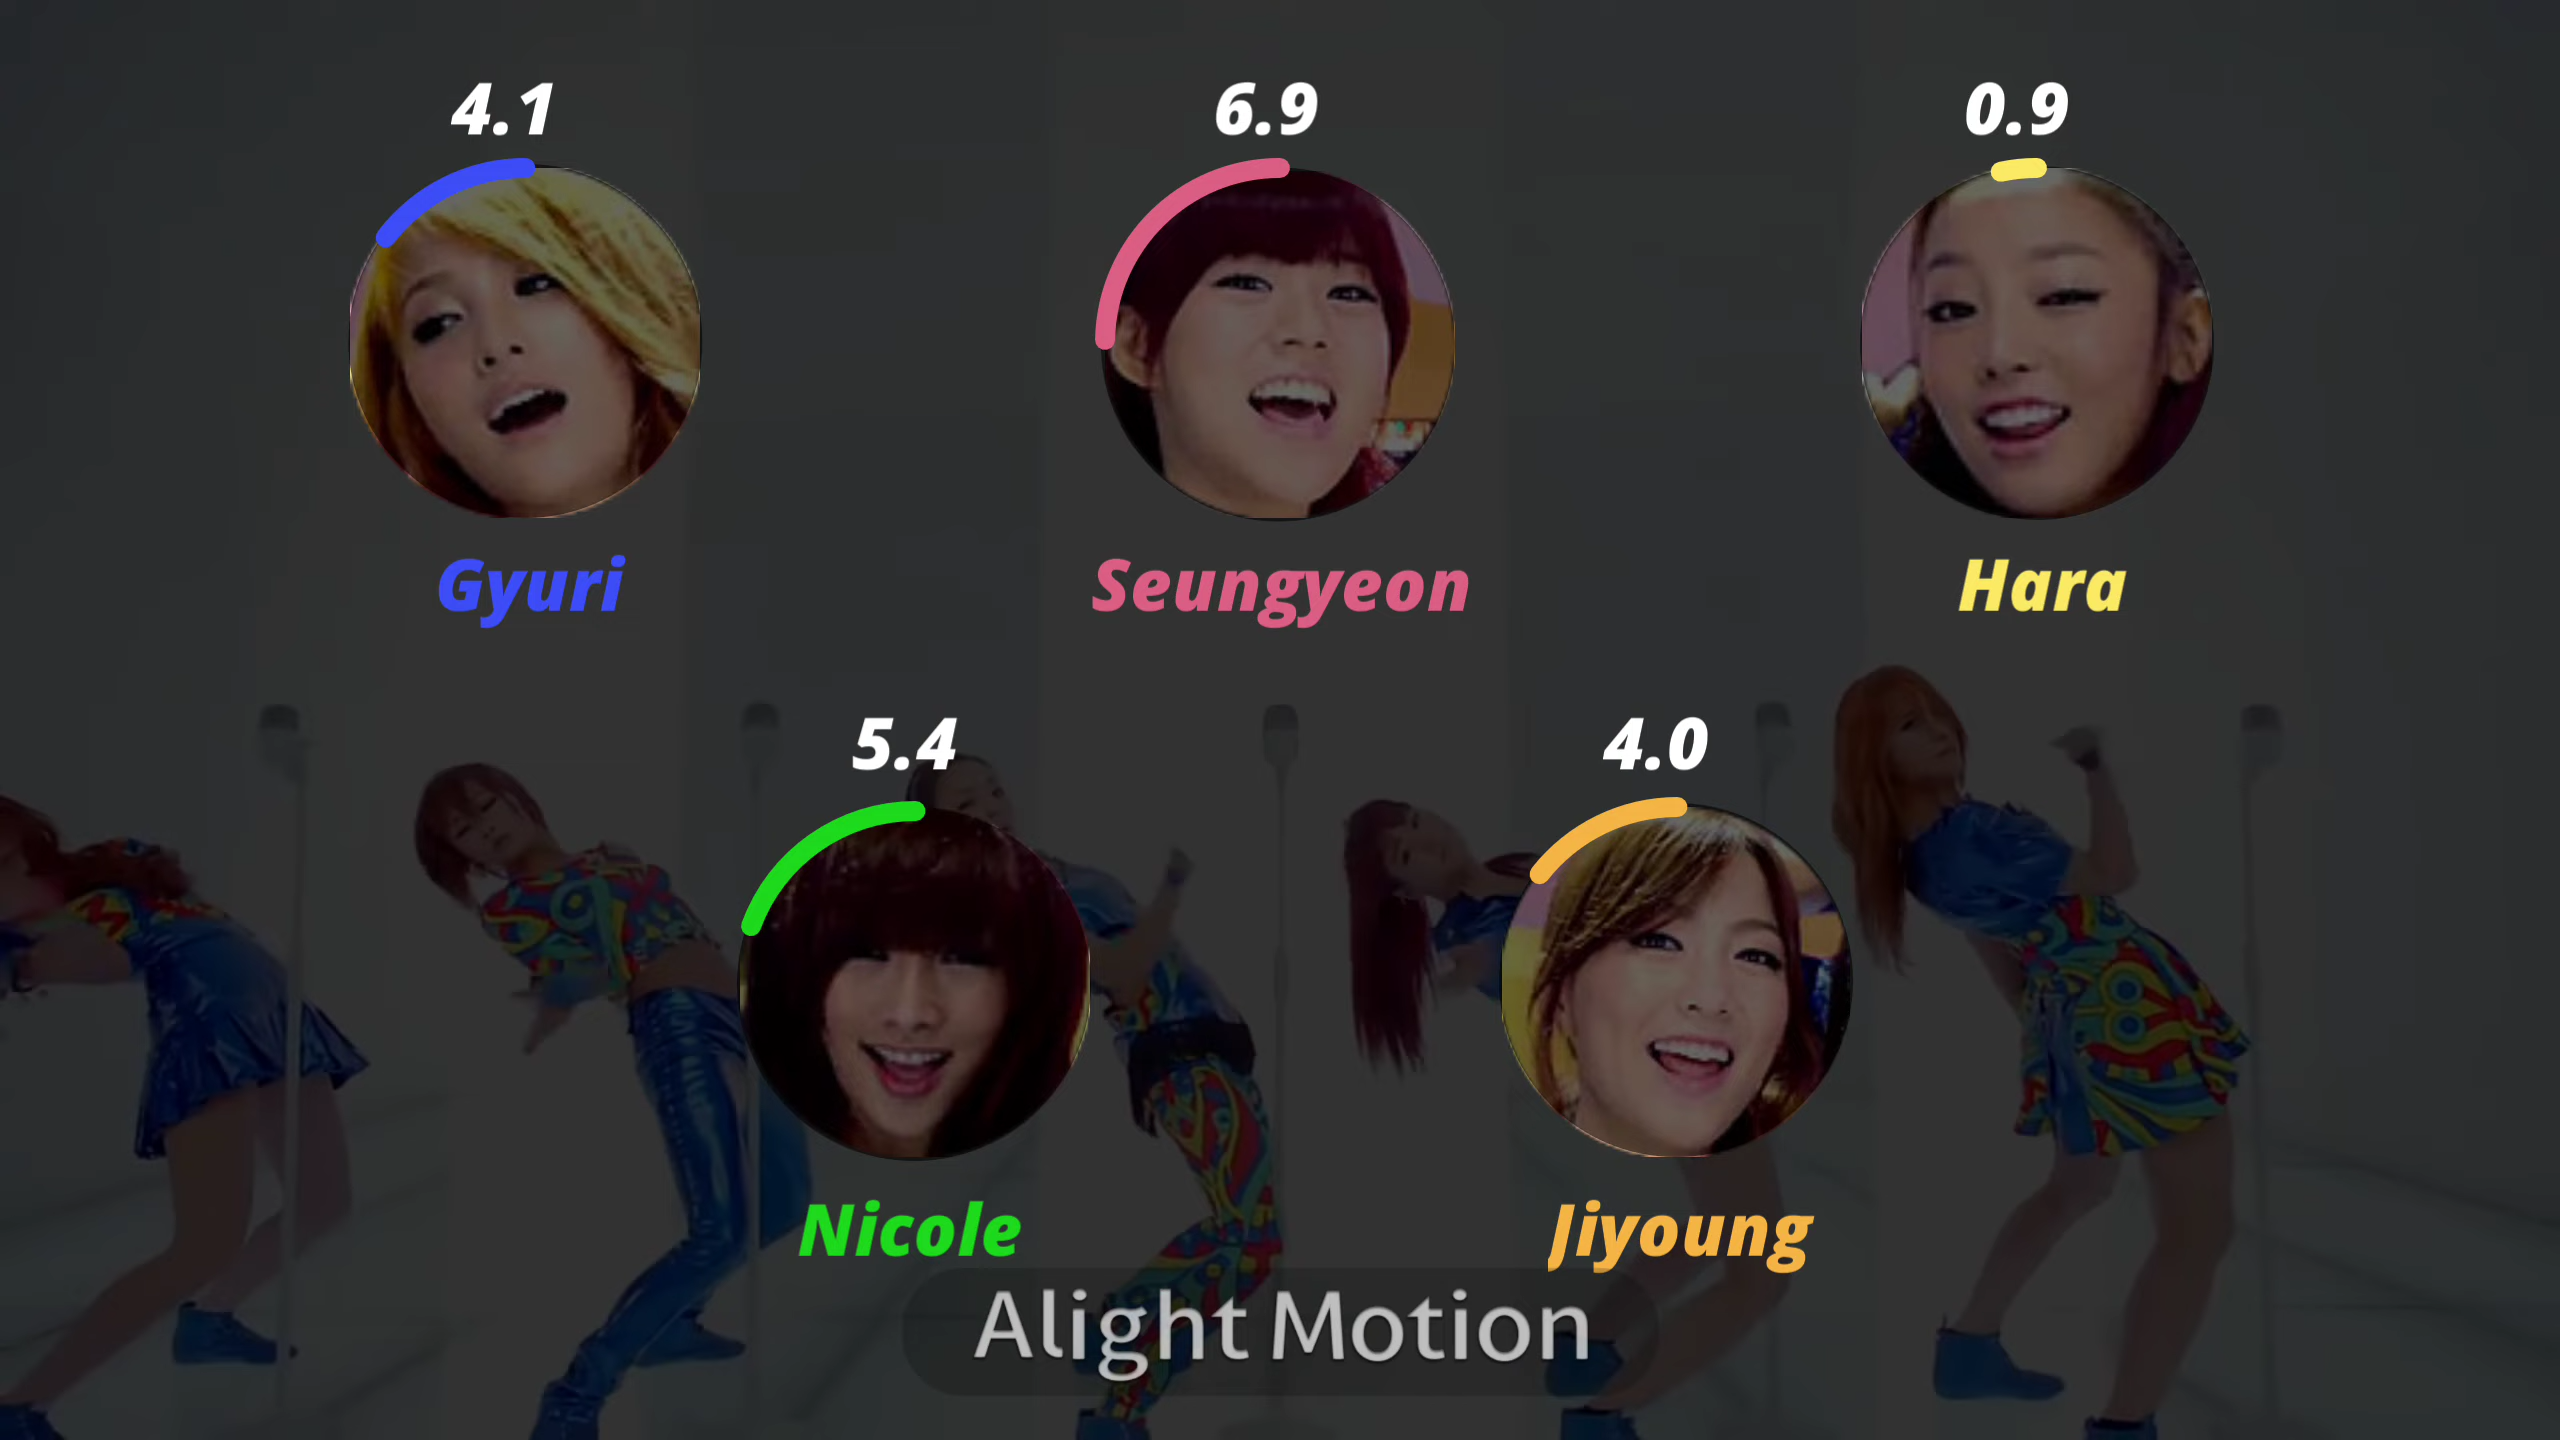 4.1
6.9
0.9
Gyuri
Seungyeon
Hara
5.4
4.0
Nicole
Jiyoung
Alight Motion